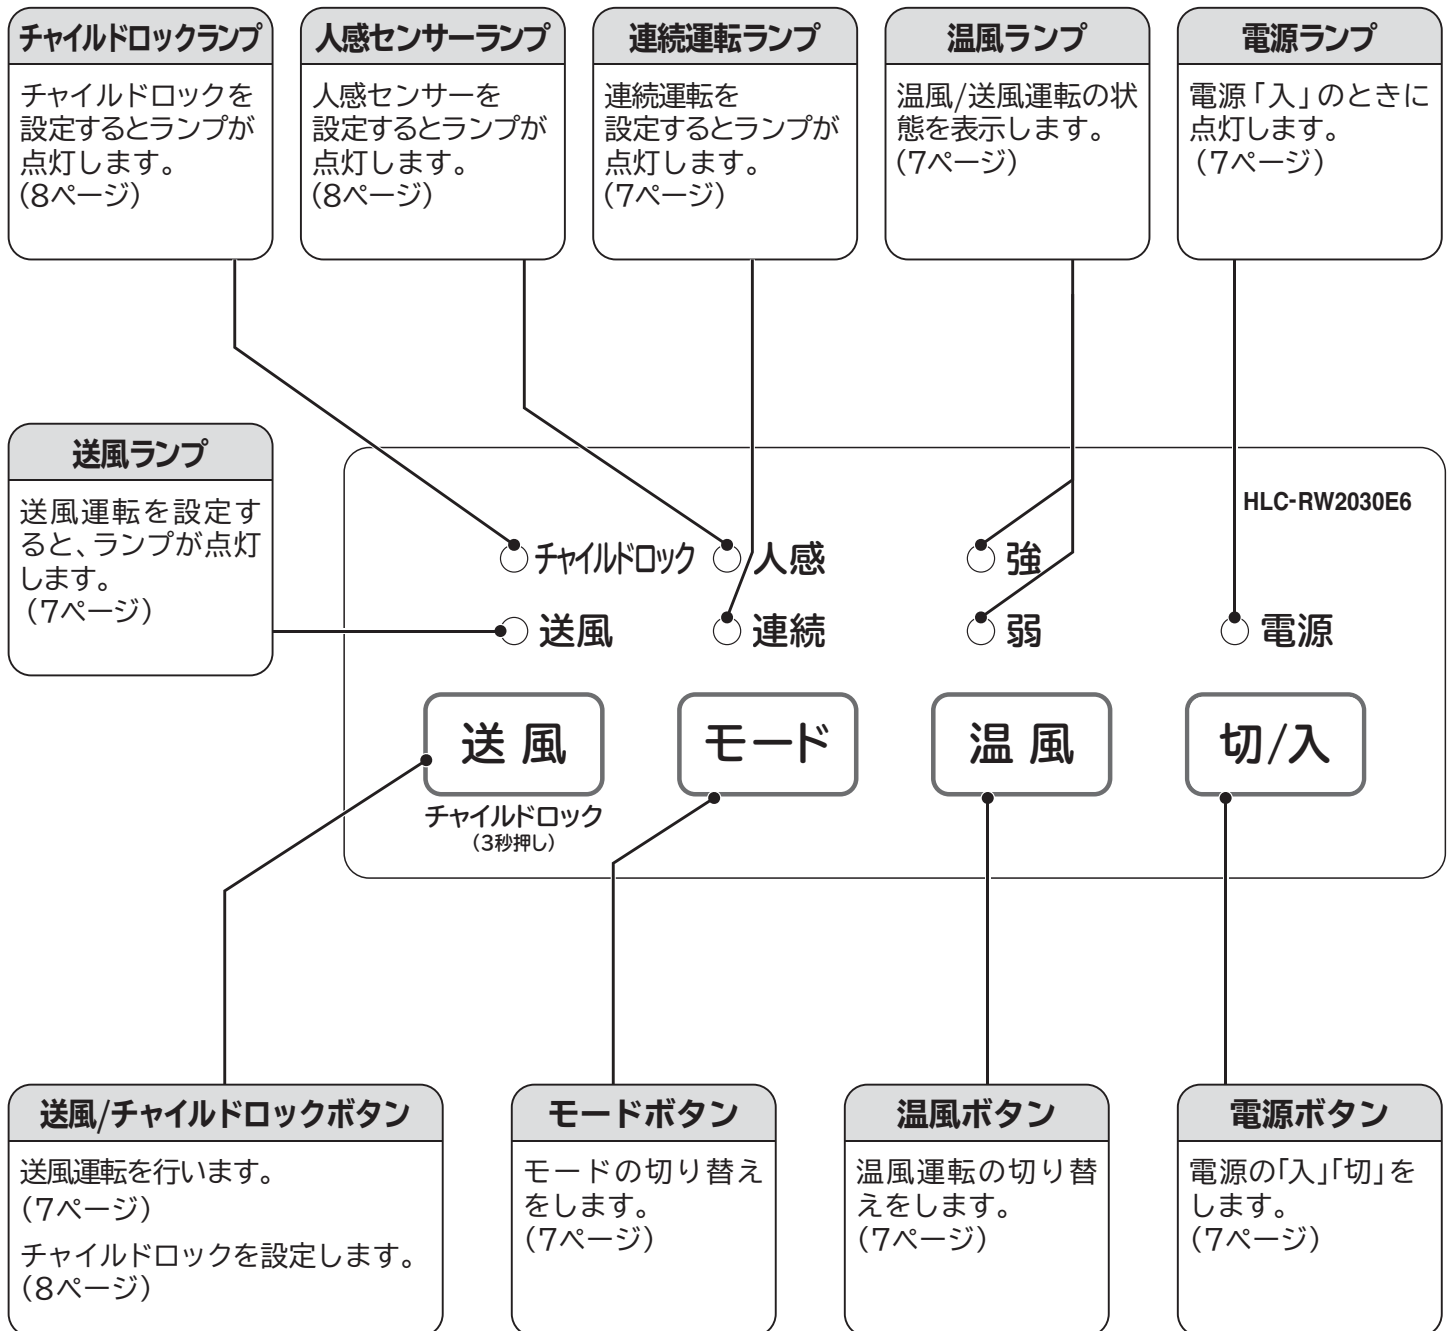 チャイルドロックランプ
チャイルドロックを
設定するとランプが
点灯します。
(8ページ)
人感センサーランプ
人感センサーを
設定するとランプが
点灯します。
(8ページ)
連続運転ランプ
連続運転を
設定するとランプが
点灯します。
(7ページ)
温風ランプ
温風/送風運転の状
態を表示します。
(7ページ)
電源ランプ
電源「入」のときに
点灯します。
(7ページ)
送風ランプ
送風運転を設定す
ると、ランプが点灯
します。
(7ページ)
HLC-RW2030E6
チャイルドロック 人感 強
送風 連続 弱 電源
送風 モード 温風 切/入
チャイルドロック
(3秒押し)
送風/チャイルドロックボタン
送風運転を行います。
(7ページ)
チャイルドロックを設定します。
(8ページ)
モードボタン
モードの切り替え
をします。
(7ページ)
温風ボタン
温風運転の切り替
えをします。
(7ページ)
電源ボタン
電源の「入」「切」を
します。
(7ページ)